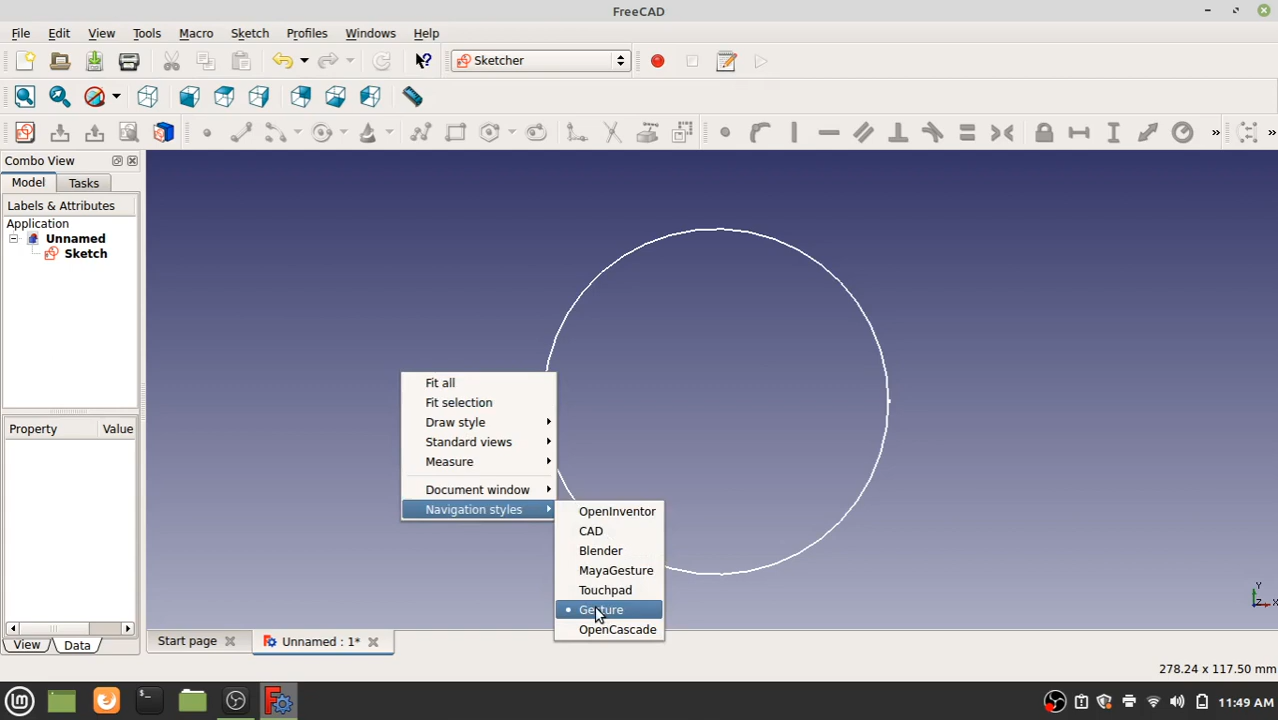 FreeCAD
File Edit View Tools Macro Sketch Profiles Windows Help
Sketcher
Combo View
Model Tasks
Labels & Attributes
Application
Unnamed
Sketch
Property Value
View Data
Fit all
Fit selection
Draw style
Standard views
Measure
Document window
Navigation styles
OpenInventor
CAD
Blender
MayaGesture
Touchpad
Gesture
OpenCascade
Y
Z X
Start page Unnamed : 1*
278.24 x 117.50 mm
11:49 AM